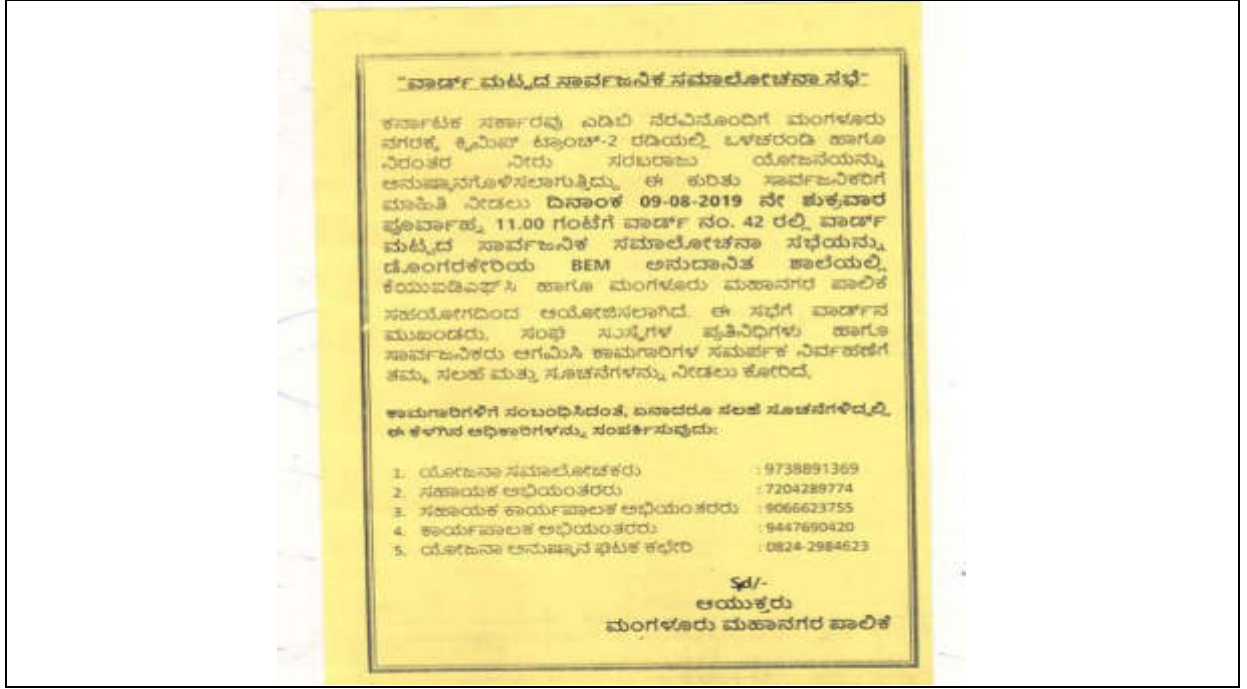 "ವಾರ್ಡ್ ಮಟ್ಟದ ಸಾರ್ವಜನಿಕ ಸಮಾಲೋಚನಾ ಸಭೆ"
ಕರ್ನಾಟಕ ಸರ್ಕಾರವು ಎಡಿಬಿ ನೆರವಿನೊಂದಿಗೆ ಮಂಗಳೂರು
ನಗರಕ್ಕೆ ಕ್ವಿಮಿಪ್ ಟ್ರಾಂಚ್-2 ರಡಿಯಲ್ಲಿ ಒಳಚರಂಡಿ ಹಾಗೂ
ನಿರಂತರ ನೀರು ಸರಬರಾಜು ಯೋಜನೆಯನ್ನು
ಅನುಷ್ಠಾನಗೊಳಿಸಲಾಗುತ್ತಿದ್ದು, ಈ ಕುರಿತು ಸಾರ್ವಜನಿಕರಿಗೆ
ಮಾಹಿತಿ ನೀಡಲು ದಿನಾಂಕ 09-08-2019 ನೇ ಶುಕ್ರವಾರ
ಪೂರ್ವಾಹ್ನ 11.00 ಗಂಟೆಗೆ ವಾರ್ಡ್ ನಂ. 42 ರಲ್ಲಿ ವಾರ್ಡ್
ಮಟ್ಟದ ಸಾರ್ವಜನಿಕ ಸಮಾಲೋಚನಾ ಸಭೆಯನ್ನು
ಡೊಂಗರಕೇರಿಯ BEM ಅನುದಾನಿತ ಶಾಲೆಯಲ್ಲಿ
ಕೆಯುಐಡಿಎಫ್‌ಸಿ ಹಾಗೂ ಮಂಗಳೂರು ಮಹಾನಗರ ಪಾಲಿಕೆ
ಸಹಯೋಗದಿಂದ ಆಯೋಜಿಸಲಾಗಿದೆ. ಈ ಸಭೆಗೆ ವಾರ್ಡ್‌ನ
ಮುಖಂಡರು, ಸಂಘ ಸಂಸ್ಥೆಗಳ ಪ್ರತಿನಿಧಿಗಳು ಹಾಗೂ
ಸಾರ್ವಜನಿಕರು ಆಗಮಿಸಿ ಕಾಮಗಾರಿಗಳ ಸಮರ್ಪಕ ನಿರ್ವಹಣೆಗೆ
ತಮ್ಮ ಸಲಹೆ ಮತ್ತು ಸೂಚನೆಗಳನ್ನು ನೀಡಲು ಕೋರಿದೆ.
ಕಾಮಗಾರಿಗಳಿಗೆ ಸಂಬಂಧಿಸಿದಂತೆ, ಏನಾದರೂ ಸಲಹೆ ಸೂಚನೆಗಳಿದ್ದಲ್ಲಿ
ಈ ಕೆಳಗಿನ ಅಧಿಕಾರಿಗಳನ್ನು ಸಂಪರ್ಕಿಸುವುದು:
1. ಯೋಜನಾ ಸಮಾಲೋಚಕರು : 9738891369
2. ಸಹಾಯಕ ಅಭಿಯಂತರರು : 7204289774
3. ಸಹಾಯಕ ಕಾರ್ಯಪಾಲಕ ಅಭಿಯಂತರರು : 9066623755
4. ಕಾರ್ಯಪಾಲಕ ಅಭಿಯಂತರರು : 9447690420
5. ಯೋಜನಾ ಅನುಷ್ಠಾನ ಘಟಕ ಕಛೇರಿ : 0824-2984623
Sd/-
ಆಯುಕ್ತರು
ಮಂಗಳೂರು ಮಹಾನಗರ ಪಾಲಿಕೆ